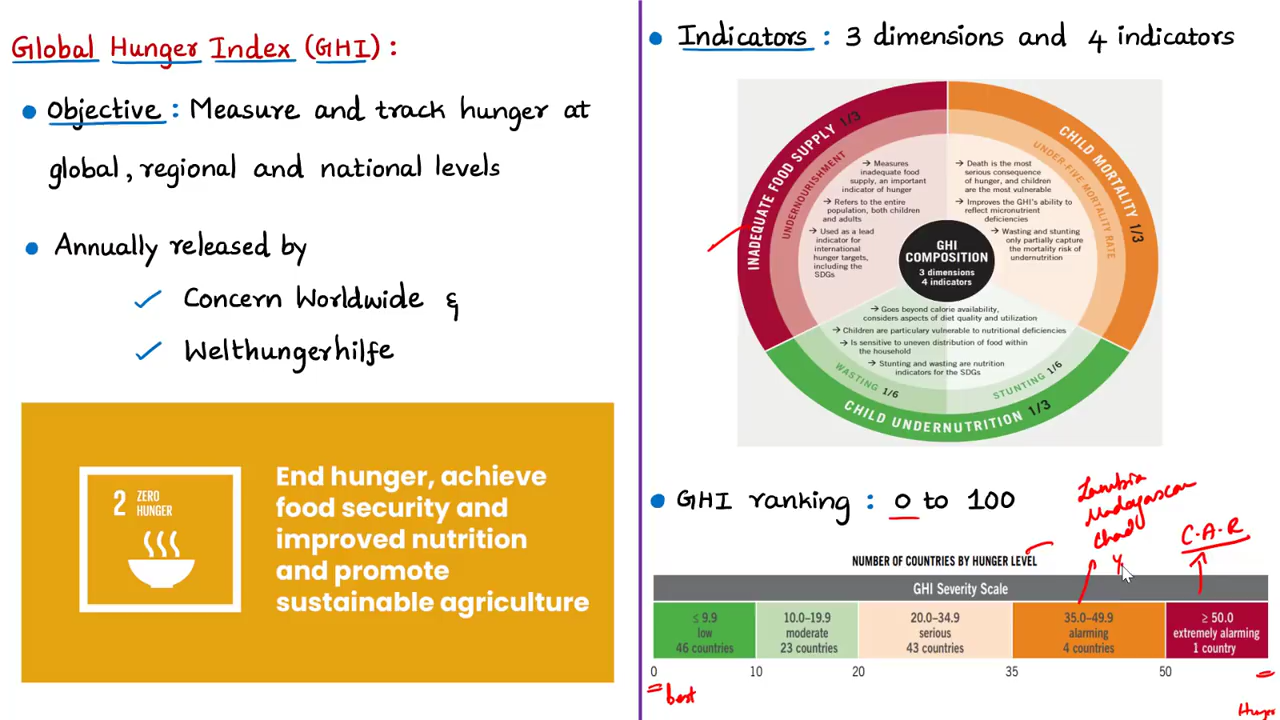 Global Hunger Index (GHI) :
Objective : Measure and track hunger at
global, regional and national levels
Annually released by
Concern Worldwide &
Welthungerhilfe
2 ZERO
HUNGER
End hunger, achieve
food security and
improved nutrition
and promote
sustainable agriculture
Indicators : 3 dimensions and 4 indicators
INADEQUATE FOOD SUPPLY 1/3
UNDERNOURISHMENT
→ Measures
inadequate food
supply, an important
indicator of hunger
→ Refers to the entire
population, both children
and adults
→ Used as a lead
indicator for
international
hunger targets,
including the
SDGs
CHILD MORTALITY 1/3
UNDER-FIVE MORTALITY RATE
→ Death is the most
serious consequence
of hunger, and children
are the most vulnerable
→ Improves the GHI's ability to
reflect micronutrient
deficiencies
→ Wasting and stunting
only partially capture
the mortality risk of
undernutrition
GHI
COMPOSITION
3 dimensions
4 indicators
→ Goes beyond calorie availability,
considers aspects of diet quality and utilization
→ Children are particulary vulnerable to nutritional deficiencies
→ Is sensitive to uneven distribution of food within
the household
→ Stunting and wasting are nutrition
indicators for the SDGs
WASTING 1/6
STUNTING 1/6
CHILD UNDERNUTRITION 1/3
GHI ranking : 0 to 100
Zambia
Madagascar
Chad
Y
C.A.R
NUMBER OF COUNTRIES BY HUNGER LEVEL
GHI Severity Scale
≤ 9.9
low
46 countries
10.0–19.9
moderate
23 countries
20.0–34.9
serious
43 countries
35.0–49.9
alarming
4 countries
≥ 50.0
extremely alarming
1 country
0 10 20 35 50
best